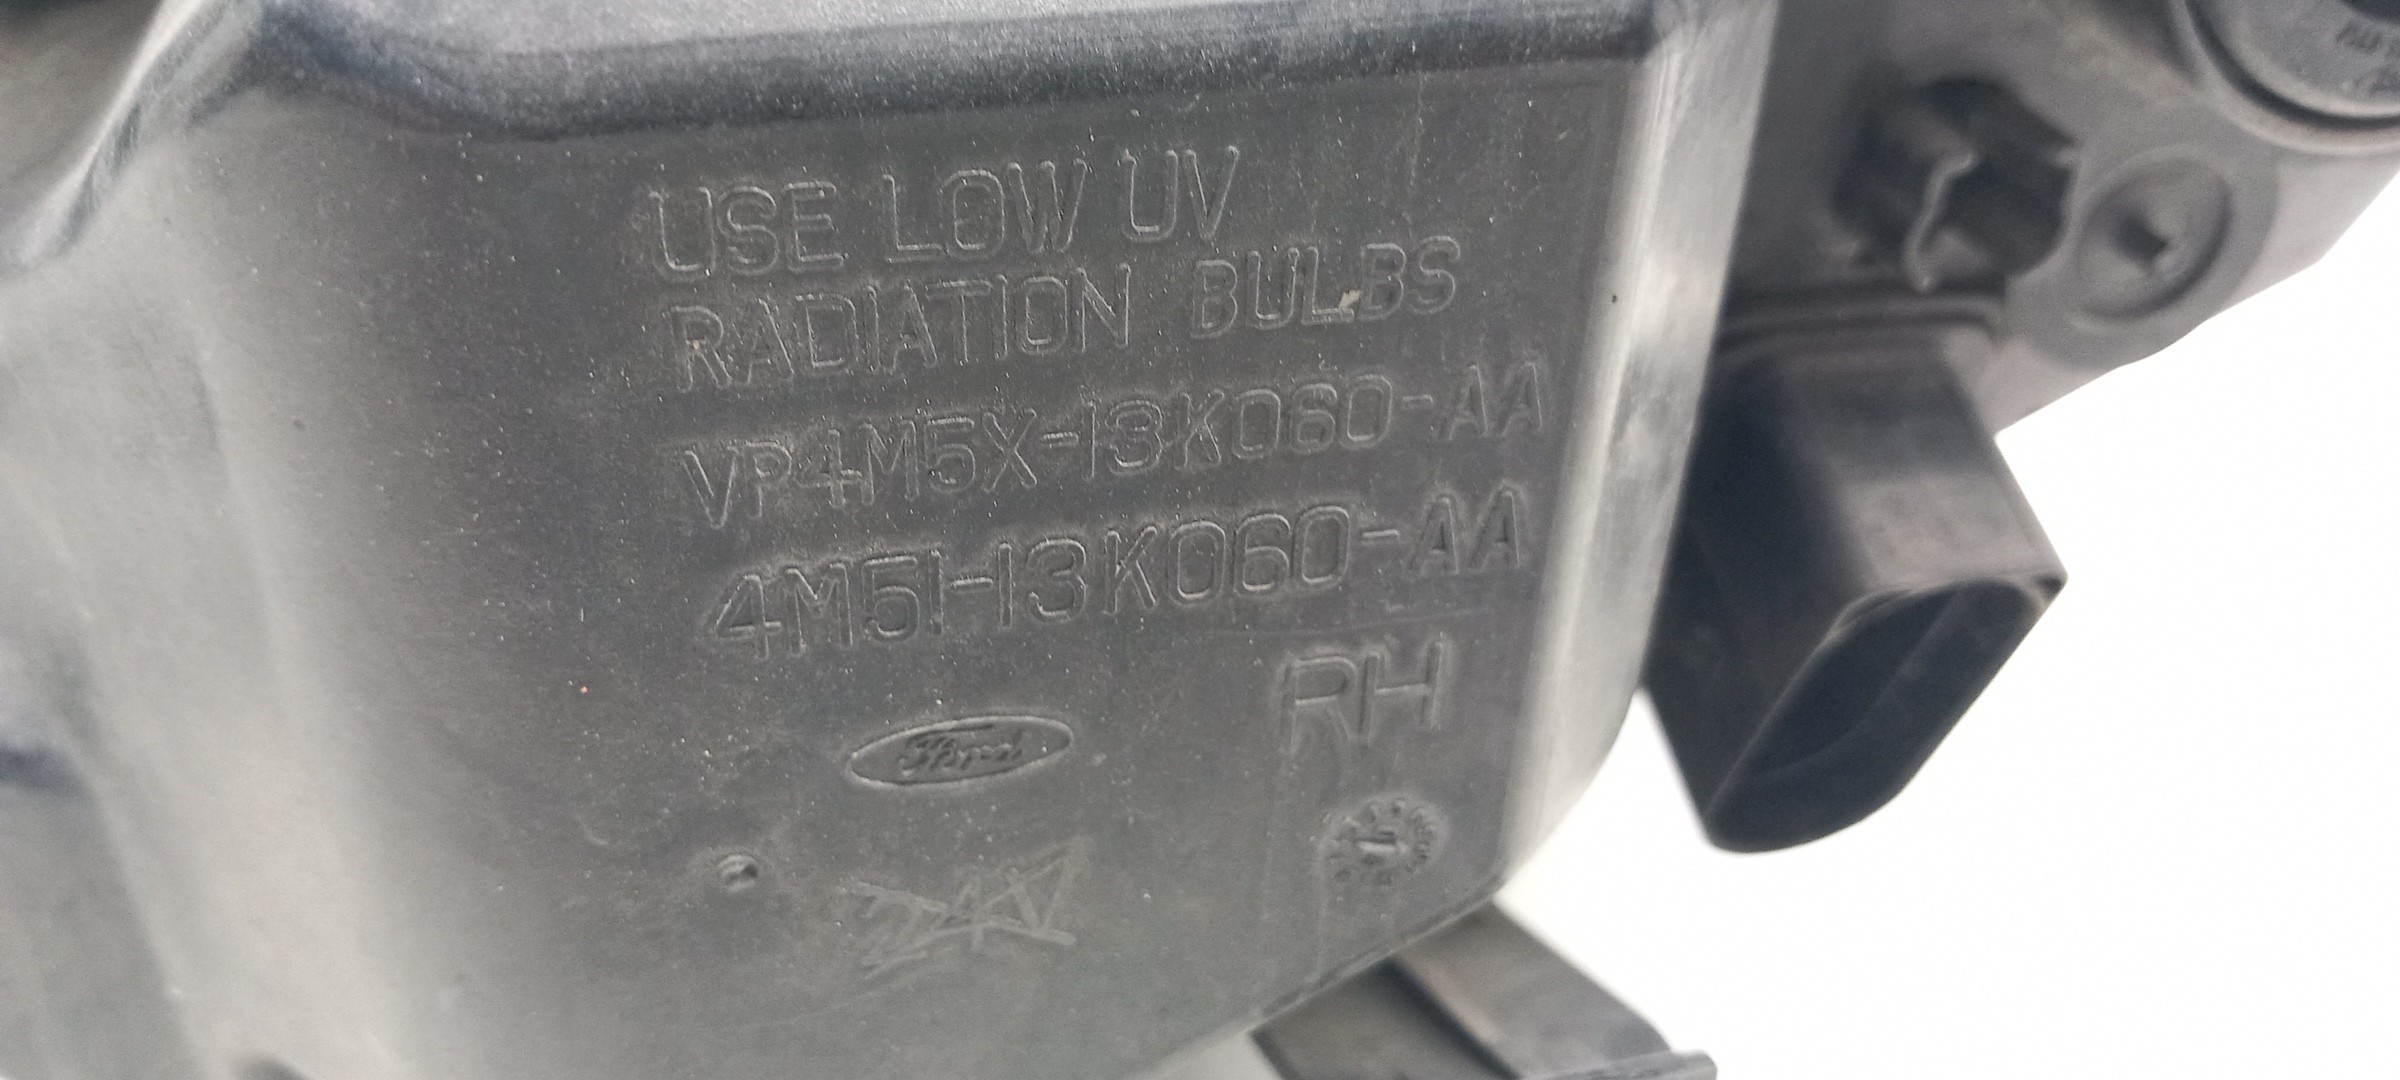 USE LOW UV
RADIATION BULBS
VP4M5X-13K060-AA
4M51-13K060-AA
RH
Ford